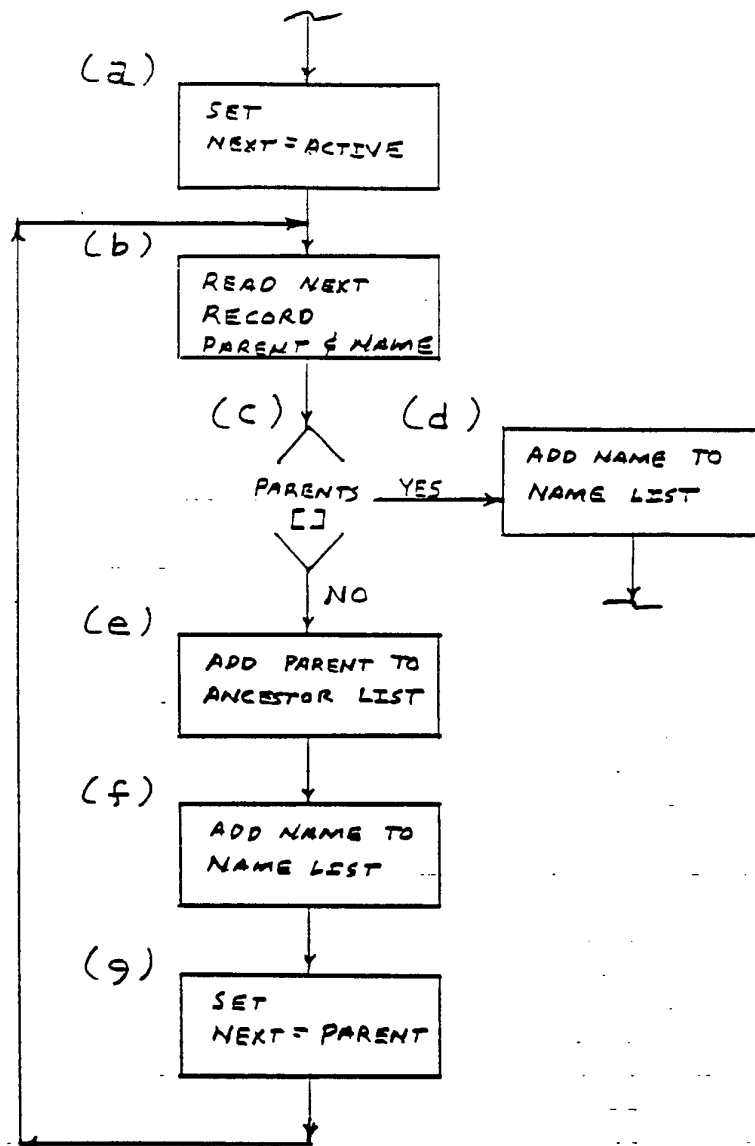 (a)
SET
NEXT = ACTIVE
(b)
READ NEXT
RECORD
PARENT & NAME
(c)
PARENTS
[]
YES
(d)
ADD NAME TO
NAME LIST
NO
(e)
ADD PARENT TO
ANCESTOR LIST
(f)
ADD NAME TO
NAME LIST
(g)
SET
NEXT = PARENT